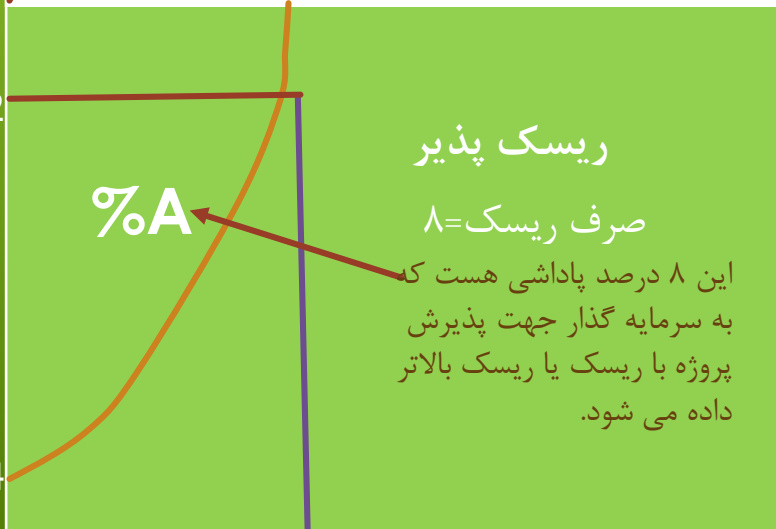 ریسک پذیر
صرف ریسک=۸
%۸
این ۸ درصد پاداشی هست که
به سرمایه گذار جهت پذیرش
پروژه با ریسک یا ریسک بالاتر
داده می شود.